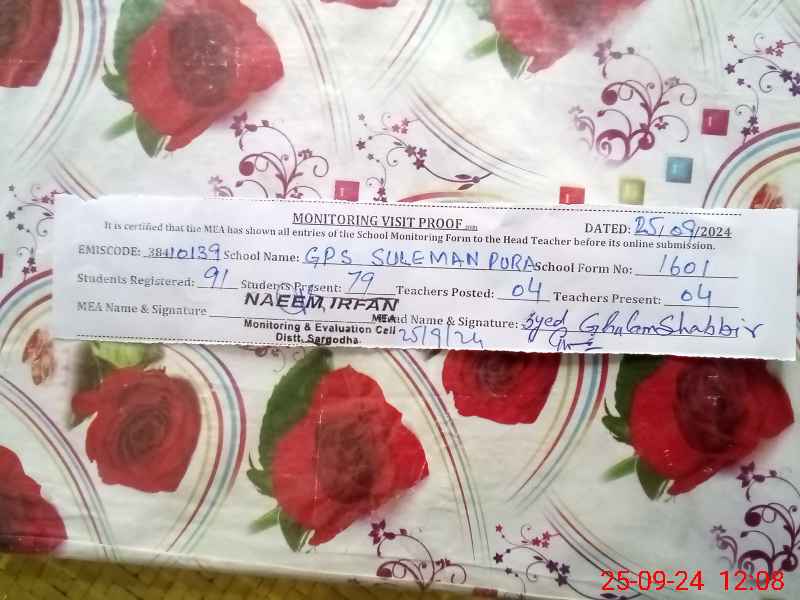 MONITORING VISIT PROOF
DATED: 25/09/2024
It is certified that the MEA has shown all entries of the School Monitoring Form to the Head Teacher before its online submission.
EMISCODE: 38410139 School Name: GPS SULEMAN PURA School Form No: 1601
Students Registered: 91 Students Present: 79 Teachers Posted: 04 Teachers Present: 04
MEA Name & Signature NAEEM IRFAN Name & Signature: Syed Ghulam Shabbir
MEA
Monitoring & Evaluation Cell
Distt. Sargodha
25/9/24
25-09-24 12:08